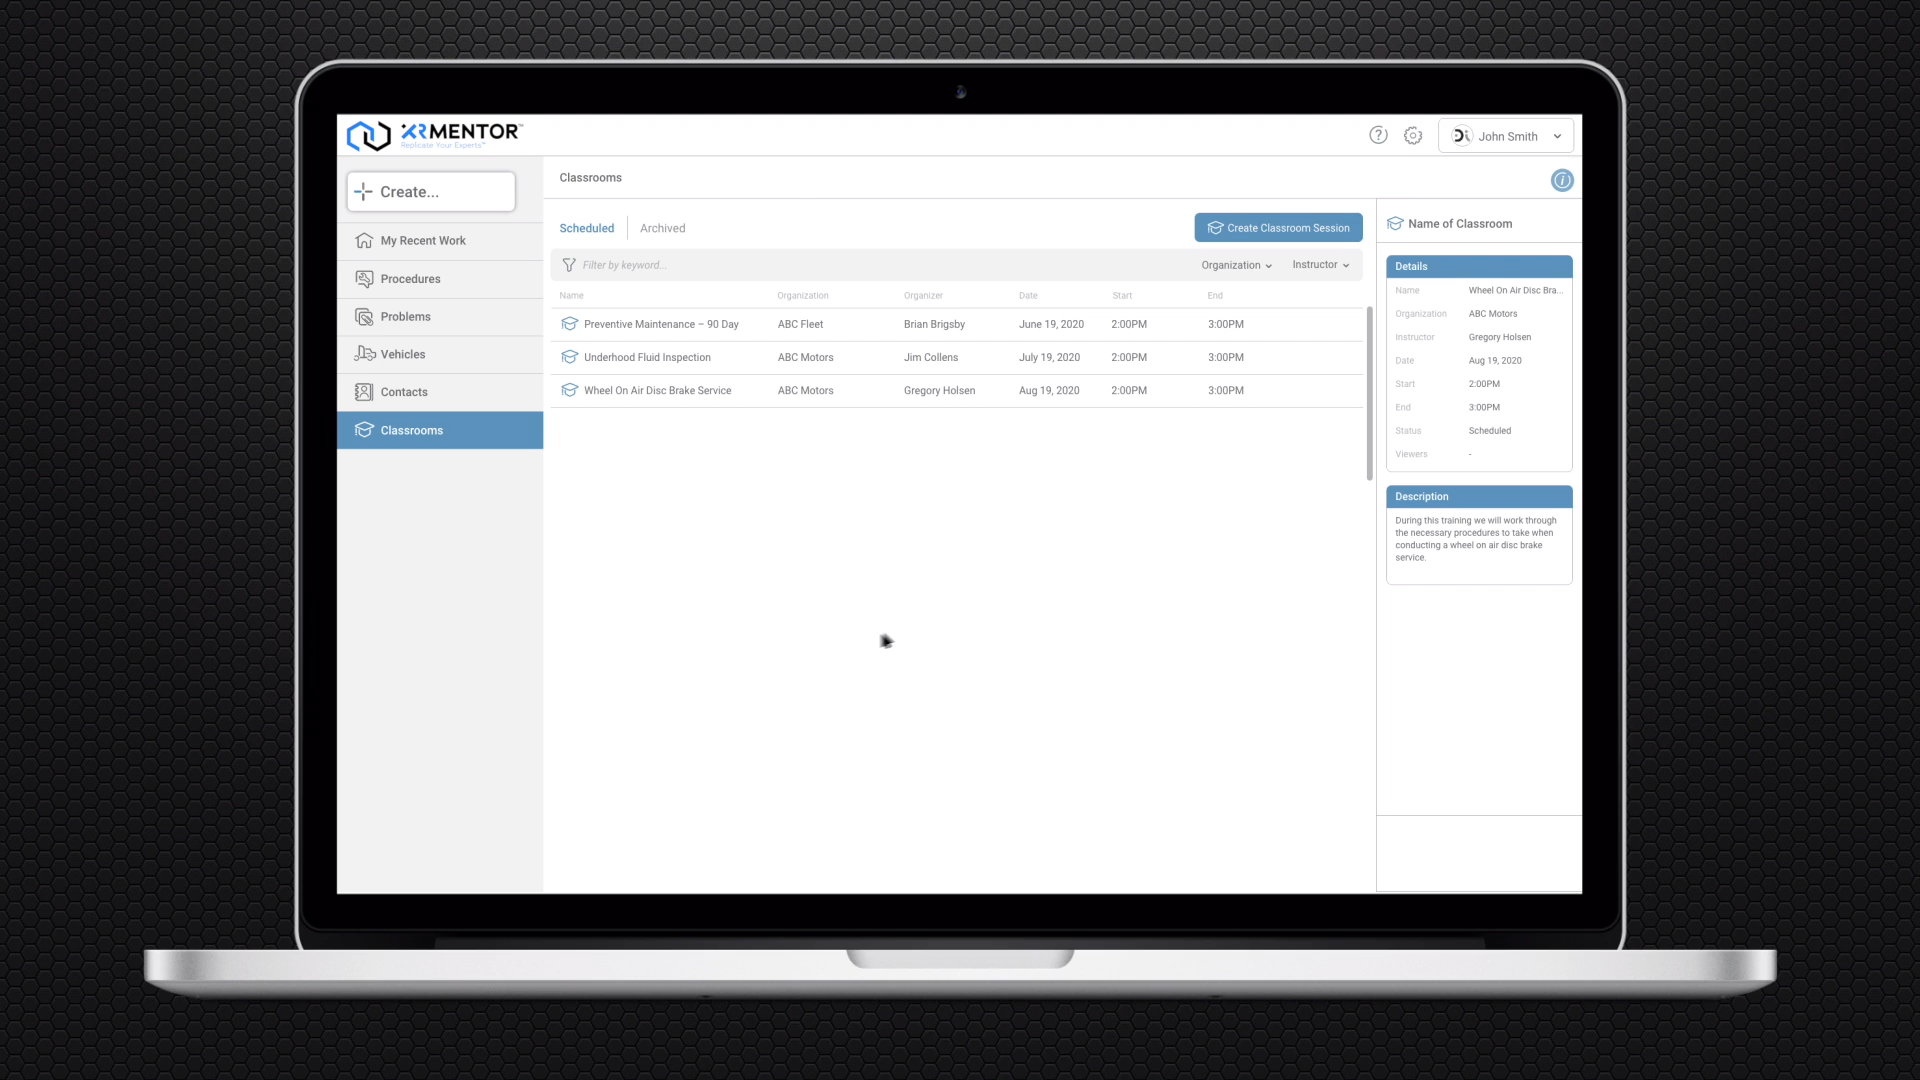 XRMENTOR™
Replicate Your Experts™
John Smith
Create...
My Recent Work
Procedures
Problems
Vehicles
Contacts
Classrooms
Classrooms
Scheduled
Archived
Create Classroom Session
Filter by keyword...
Organization
Instructor
Name Organization Organizer Date Start End
Preventive Maintenance – 90 Day ABC Fleet Brian Brigsby June 19, 2020 2:00PM 3:00PM
Underhood Fluid Inspection ABC Motors Jim Collens July 19, 2020 2:00PM 3:00PM
Wheel On Air Disc Brake Service ABC Motors Gregory Holsen Aug 19, 2020 2:00PM 3:00PM
Name of Classroom
Details
Name Wheel On Air Disc Bra...
Organization ABC Motors
Instructor Gregory Holsen
Date Aug 19, 2020
Start 2:00PM
End 3:00PM
Status Scheduled
Viewers -
Description
During this training we will work through
the necessary procedures to take when
conducting a wheel on air disc brake
service.